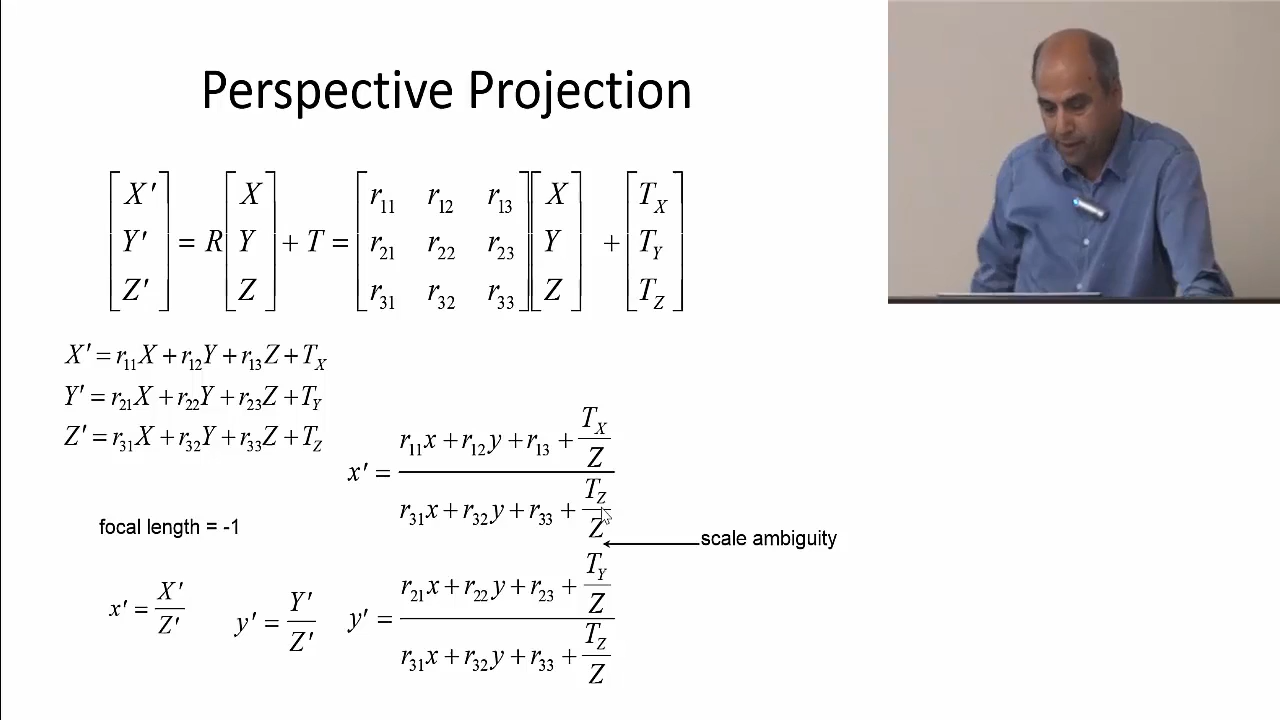 Perspective Projection
[X′ Y′ Z′] = R [X Y Z] + T = [r11 r12 r13; r21 r22 r23; r31 r32 r33] [X Y Z] + [TX TY TZ]
X′ = r11X + r12Y + r13Z + TX
Y′ = r21X + r22Y + r23Z + TY
Z′ = r31X + r32Y + r33Z + TZ
x′ = (r11x + r12y + r13 + TX/Z) / (r31x + r32y + r33 + TZ/Z)
focal length = -1
scale ambiguity
x′ = X′/Z′
y′ = Y′/Z′
y′ = (r21x + r22y + r23 + TY/Z) / (r31x + r32y + r33 + TZ/Z)